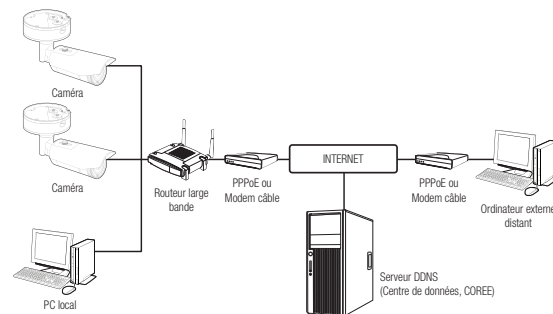 Caméra
Caméra
PC local
Routeur large
bande
PPPoE ou
Modem câble
INTERNET
PPPoE ou
Modem câble
Ordinateur externe
distant
Serveur DDNS
(Centre de données, COREE)